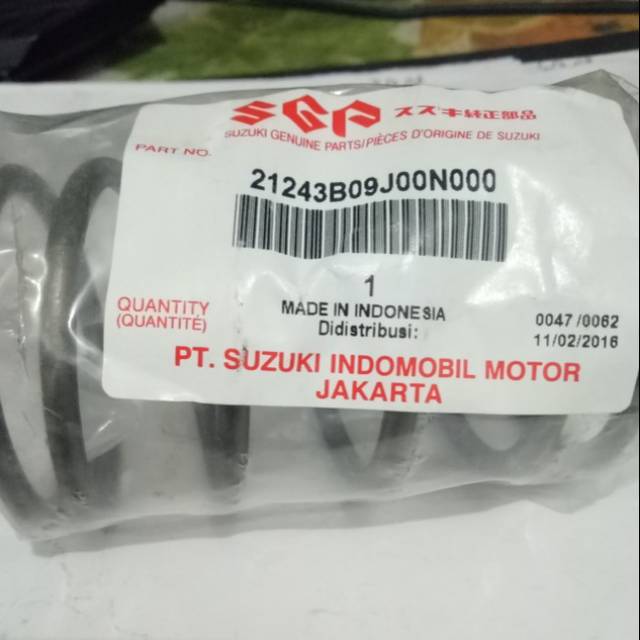 SGP スズキ純正部品
SUZUKI GENUINE PARTS/PIÈCES D'ORIGINE DE SUZUKI
PART NO.
21243B09J00N000
1
QUANTITY
(QUANTITÉ)
MADE IN INDONESIA
Didistribusi:
0047 /0062
11/02/2016
PT. SUZUKI INDOMOBIL MOTOR
JAKARTA